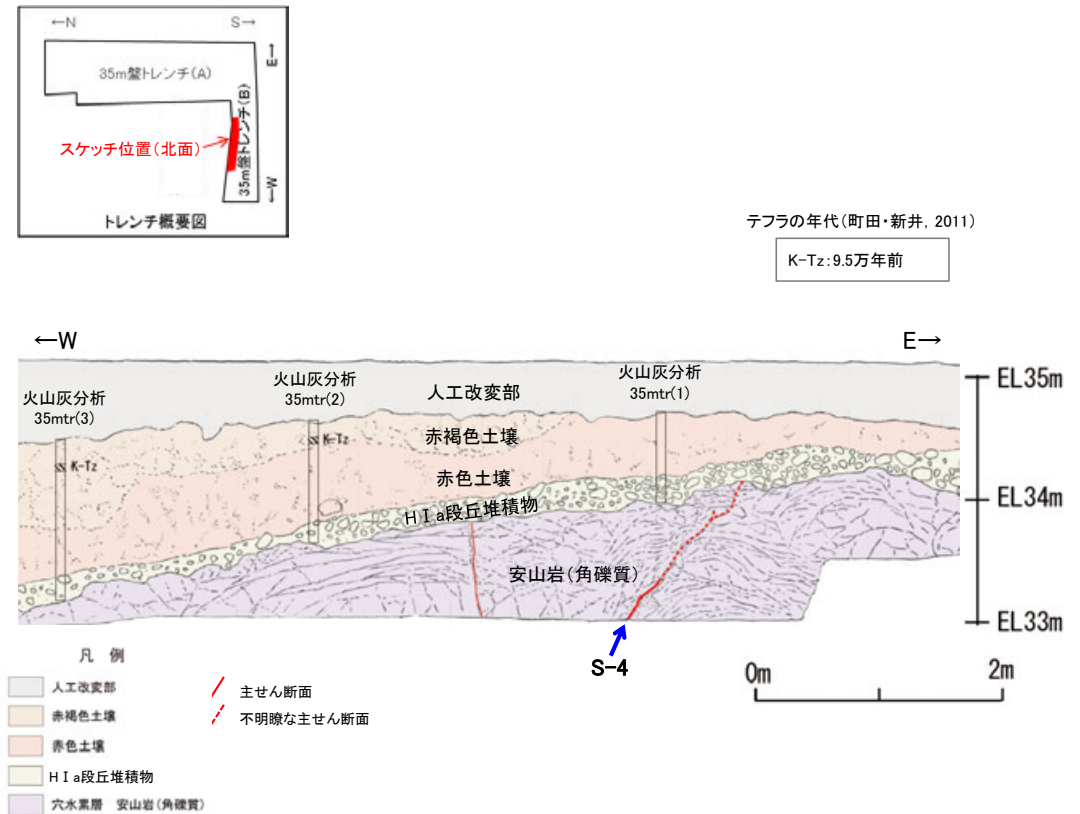 ←N
S→
E→
35m盤トレンチ(A)
35m盤トレンチ(B)
スケッチ位置(北面)
←W
トレンチ概要図
テフラの年代(町田・新井, 2011)
K-Tz:9.5万年前
←W
E→
火山灰分析
35mtr(3)
火山灰分析
35mtr(2)
人工改変部
火山灰分析
35mtr(1)
EL35m
K-Tz
K-Tz
赤褐色土壌
赤色土壌
HⅠa段丘堆積物
EL34m
安山岩(角礫質)
EL33m
S-4
0m
2m
凡 例
人工改変部
赤褐色土壌
赤色土壌
HⅠa段丘堆積物
穴水累層 安山岩(角礫質)
主せん断面
不明瞭な主せん断面